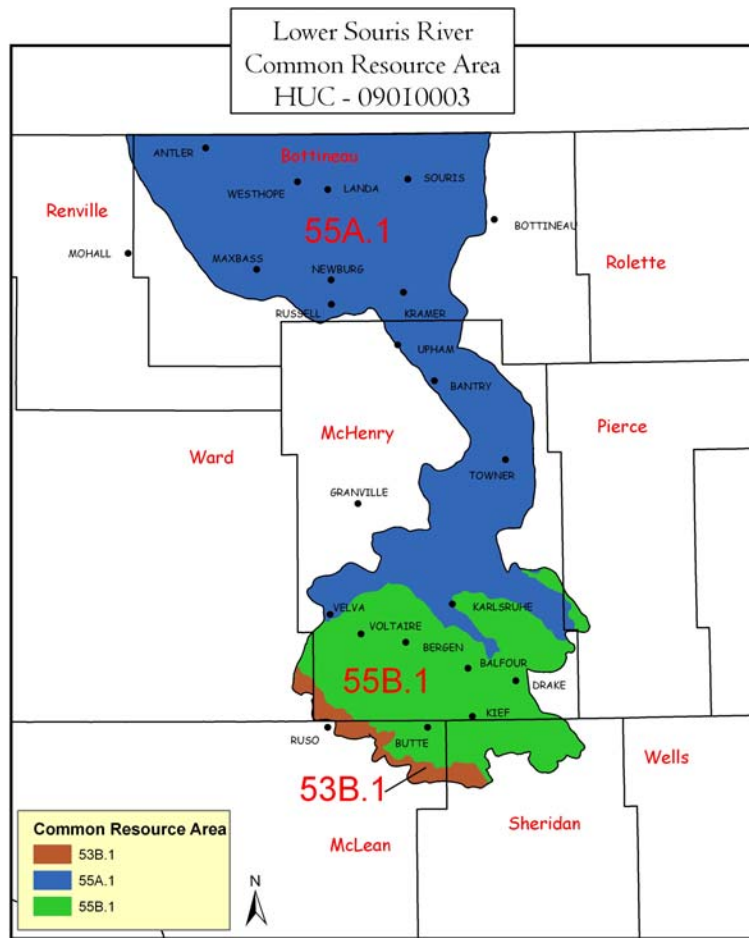 Lower Souris River
Common Resource Area
HUC - 09010003
ANTLER
Bottineau
WESTHOPE
LANDA
SOURIS
Renville
55A.1
BOTTINEAU
MOHALL
MAXBASS
NEWBURG
Rolette
RUSSELL
KRAMER
UPHAM
BANTRY
McHenry
Pierce
Ward
TOWNER
GRANVILLE
VELVA
KARLSRUHE
VOLTAIRE
BERGEN
BALFOUR
55B.1
DRAKE
KIEF
RUSO
BUTTE
Wells
53B.1
Sheridan
McLean
Common Resource Area
53B.1
55A.1
55B.1
N